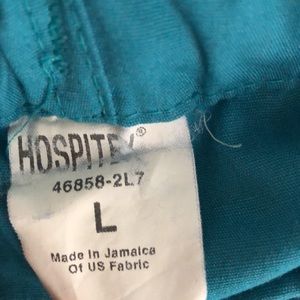 HOSPITEX®
46858-2L7
L
Made In Jamaica
Of US Fabric